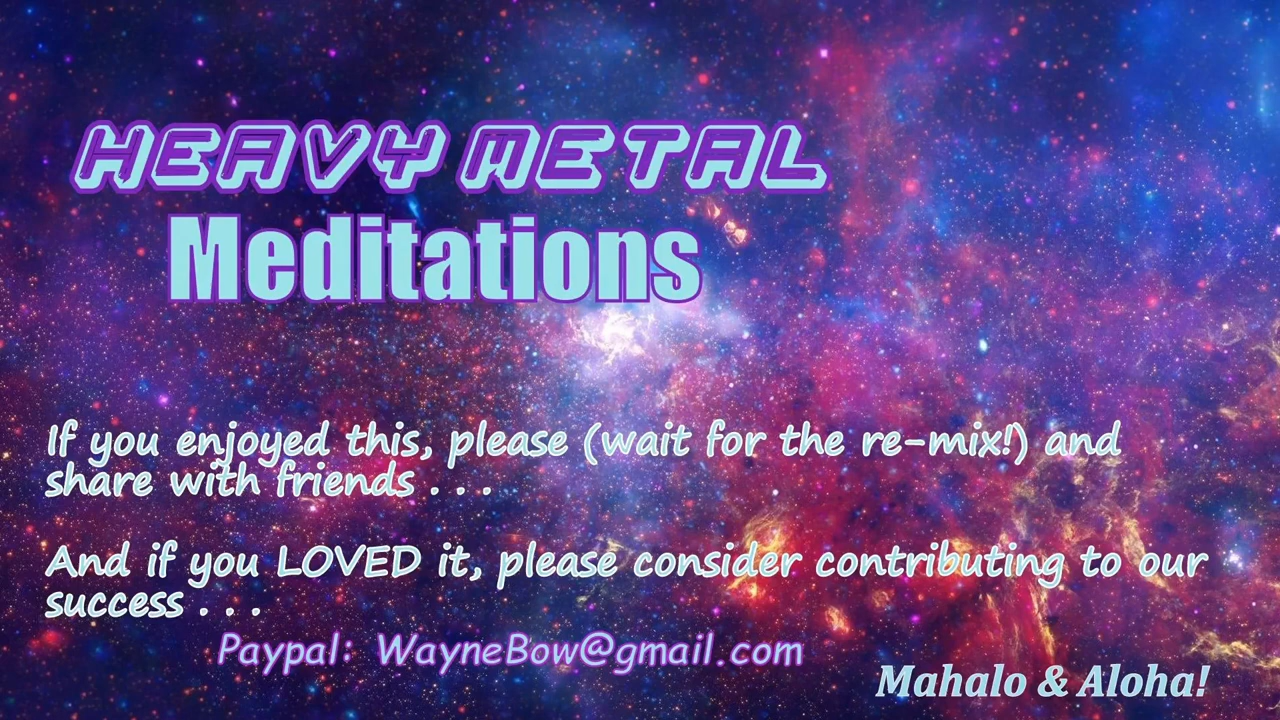 HEAVY METAL
Meditations
If you enjoyed this, please (wait for the re-mix!) and
share with friends . . .
And if you LOVED it, please consider contributing to our
success . . .
Paypal: WayneBow@gmail.com
Mahalo & Aloha!